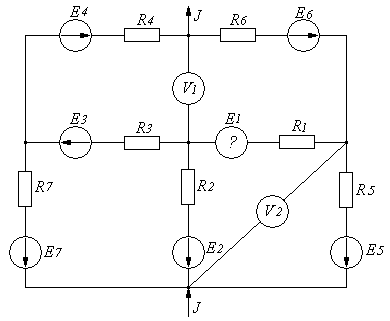 E4 R4 J R6 E6
V1
E3 R3 E1 R1
?
R7 R2 V2 R5
E7 E2 E5
J